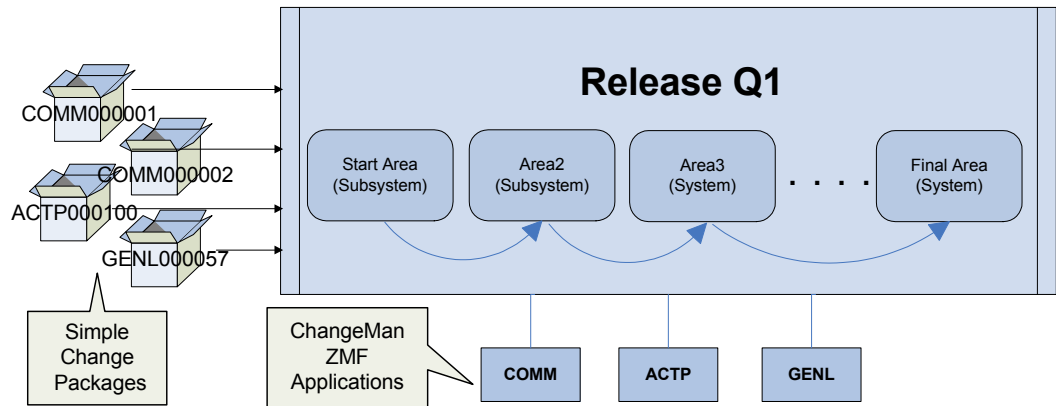 Release Q1
COMM000001
COMM000002
ACTP000100
GENL000057
Start Area
(Subsystem)
Area2
(Subsystem)
Area3
(System)
. . . .
Final Area
(System)
Simple
Change
Packages
ChangeMan
ZMF
Applications
COMM
ACTP
GENL